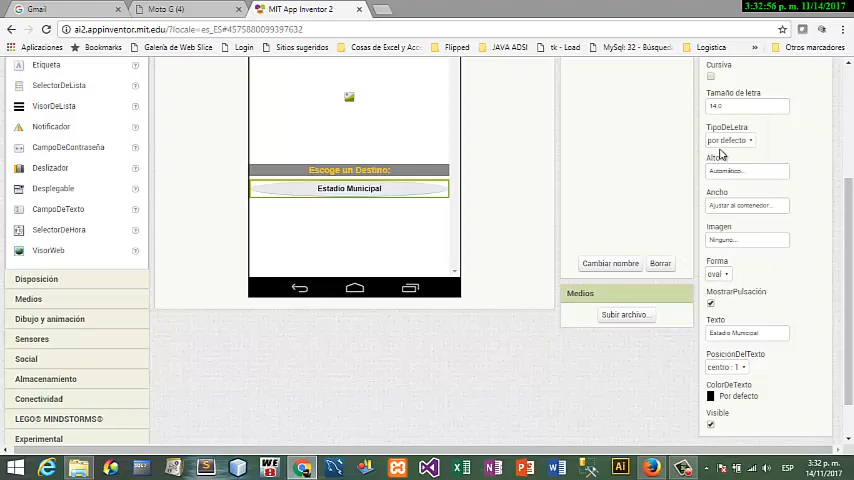 3:32:56 p. m. 11/14/2017
Gmail
Moto G (4)
MIT App Inventor 2
ai2.appinventor.mit.edu/?locale=es_ES#4575880099397632
Aplicaciones
Bookmarks
Login
Galería de Web Slice
Importado
Cosas de Excel y Acce
Flipped
JAVA ADSI
tk - Load
MySql: 32 - Búsqued
Logistica
»
Otros marcadores
Etiqueta
SelectorDeLista
VisorDeLista
Notificador
CampoDeContraseña
Deslizador
Desplegable
CampoDeTexto
SelectorDeHora
VisorWeb
Disposición
Medios
Dibujo y animación
Sensores
Social
Almacenamiento
Conectividad
LEGO® MINDSTORMS®
Experimental
Escoge un Destino:
Estadio Municipal
Cambiar nombre
Borrar
Medios
Subir archivo...
Cursiva
Tamaño de letra
14.0
TipoDeLetra
por defecto
Alto
Automático...
Ancho
Ajustar al contenedor...
Imagen
Ninguno...
Forma
oval
MostrarPulsación
Texto
Estadio Municipal
PosiciónDelTexto
centro : 1
ColorDeTexto
Por defecto
Visible
ESP
3:32 p. m.
14/11/2017